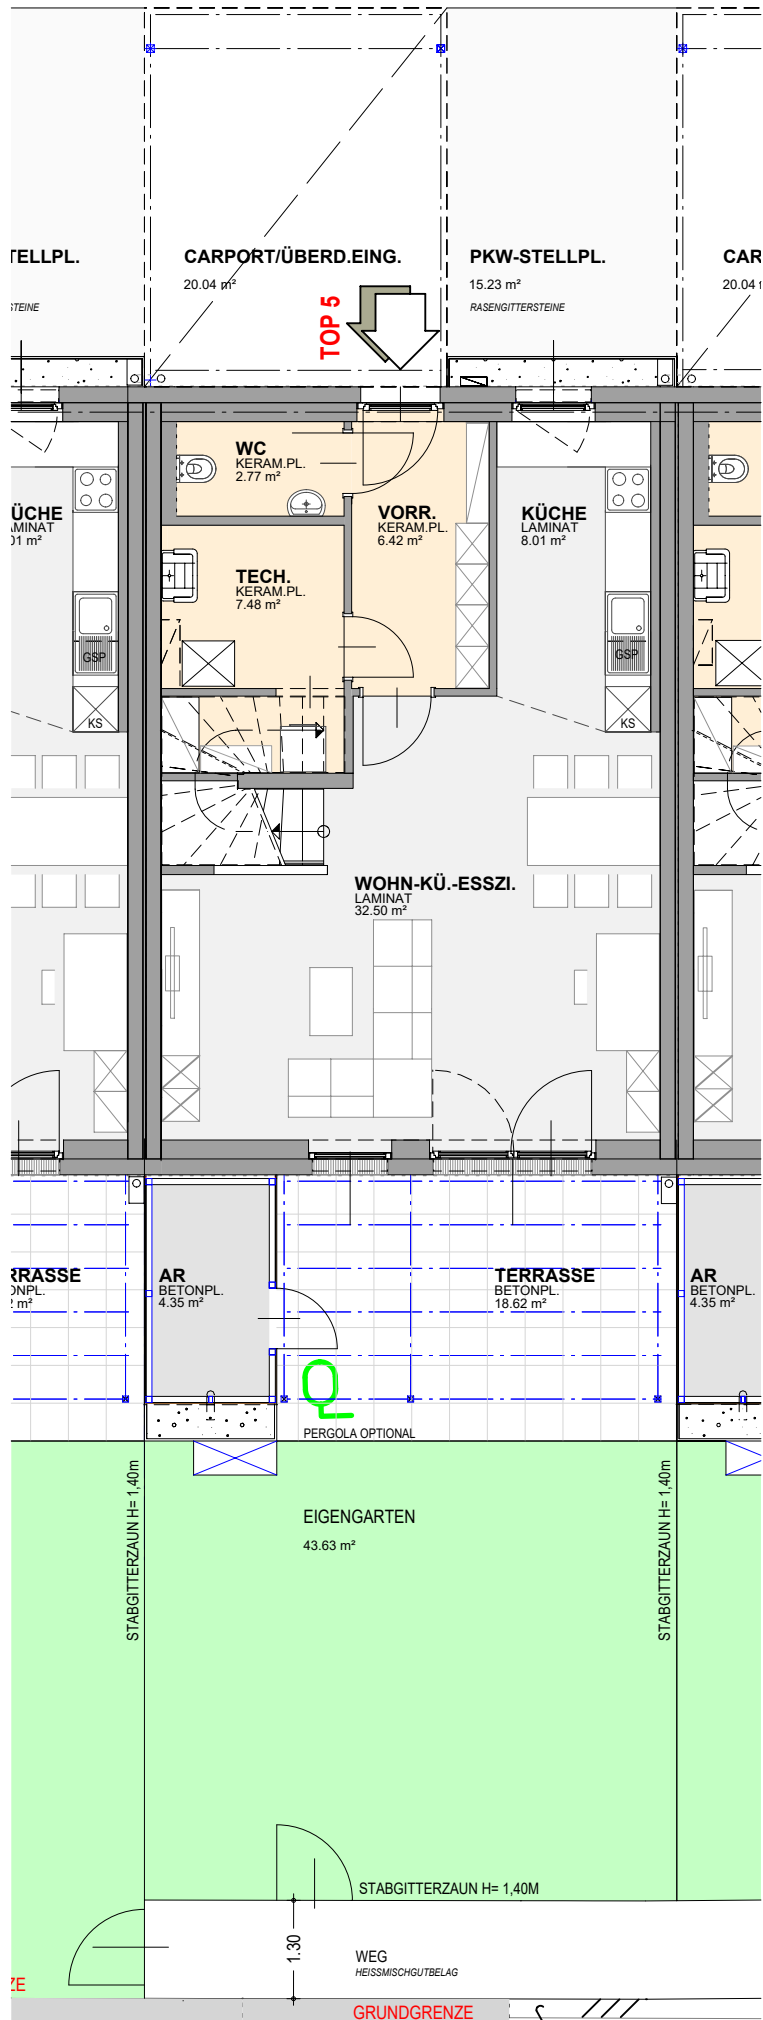 TELLPL.
CARPORT/ÜBERD.EING.
20.04 m²
PKW-STELLPL.
15.23 m²
RASENGITTERSTEINE
CAR
20.04
STEINE
TOP 5
WC
KERAM.PL.
2.77 m²
VORR.
KERAM.PL.
6.42 m²
KÜCHE
LAMINAT
8.01 m²
ÜCHE
AMINAT
01 m²
TECH.
KERAM.PL.
7.48 m²
GSP
GSP
KS
KS
WOHN-KÜ.-ESSZI.
LAMINAT
32.50 m²
RRASSE
ONPL.
2 m²
AR
BETONPL.
4.35 m²
TERRASSE
BETONPL.
18.62 m²
AR
BETONPL.
4.35 m²
PERGOLA OPTIONAL
STABGITTERZAUN H= 1,40m
EIGENGARTEN
43.63 m²
STABGITTERZAUN H= 1,40m
STABGITTERZAUN H= 1,40M
1.30
WEG
HEISSMISCHGUTBELAG
ZE
GRUNDGRENZE